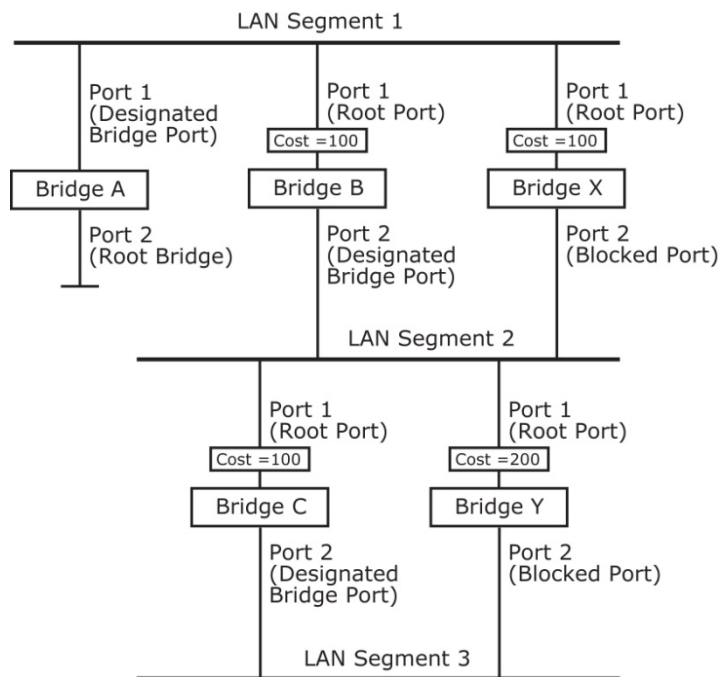 LAN Segment 1
Port 1
(Designated
Bridge Port)
Port 1
(Root Port)
Port 1
(Root Port)
Cost =100
Cost =100
Bridge A
Bridge B
Bridge X
Port 2
(Root Bridge)
Port 2
(Designated
Bridge Port)
Port 2
(Blocked Port)
LAN Segment 2
Port 1
(Root Port)
Port 1
(Root Port)
Cost =100
Cost =200
Bridge C
Bridge Y
Port 2
(Designated
Bridge Port)
Port 2
(Blocked Port)
LAN Segment 3